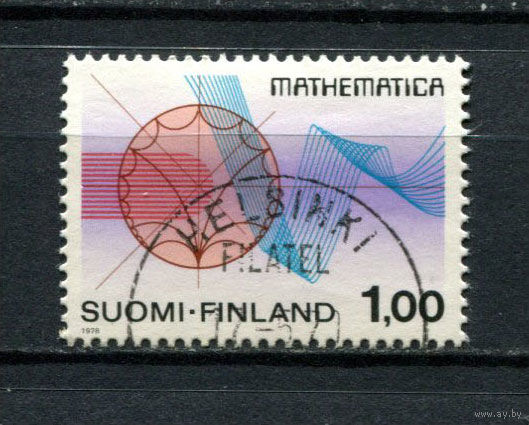 MATHEMATICA
HELSINKI
FILATEL
SUOMI·FINLAND 1,00
1978
© www.ay.by